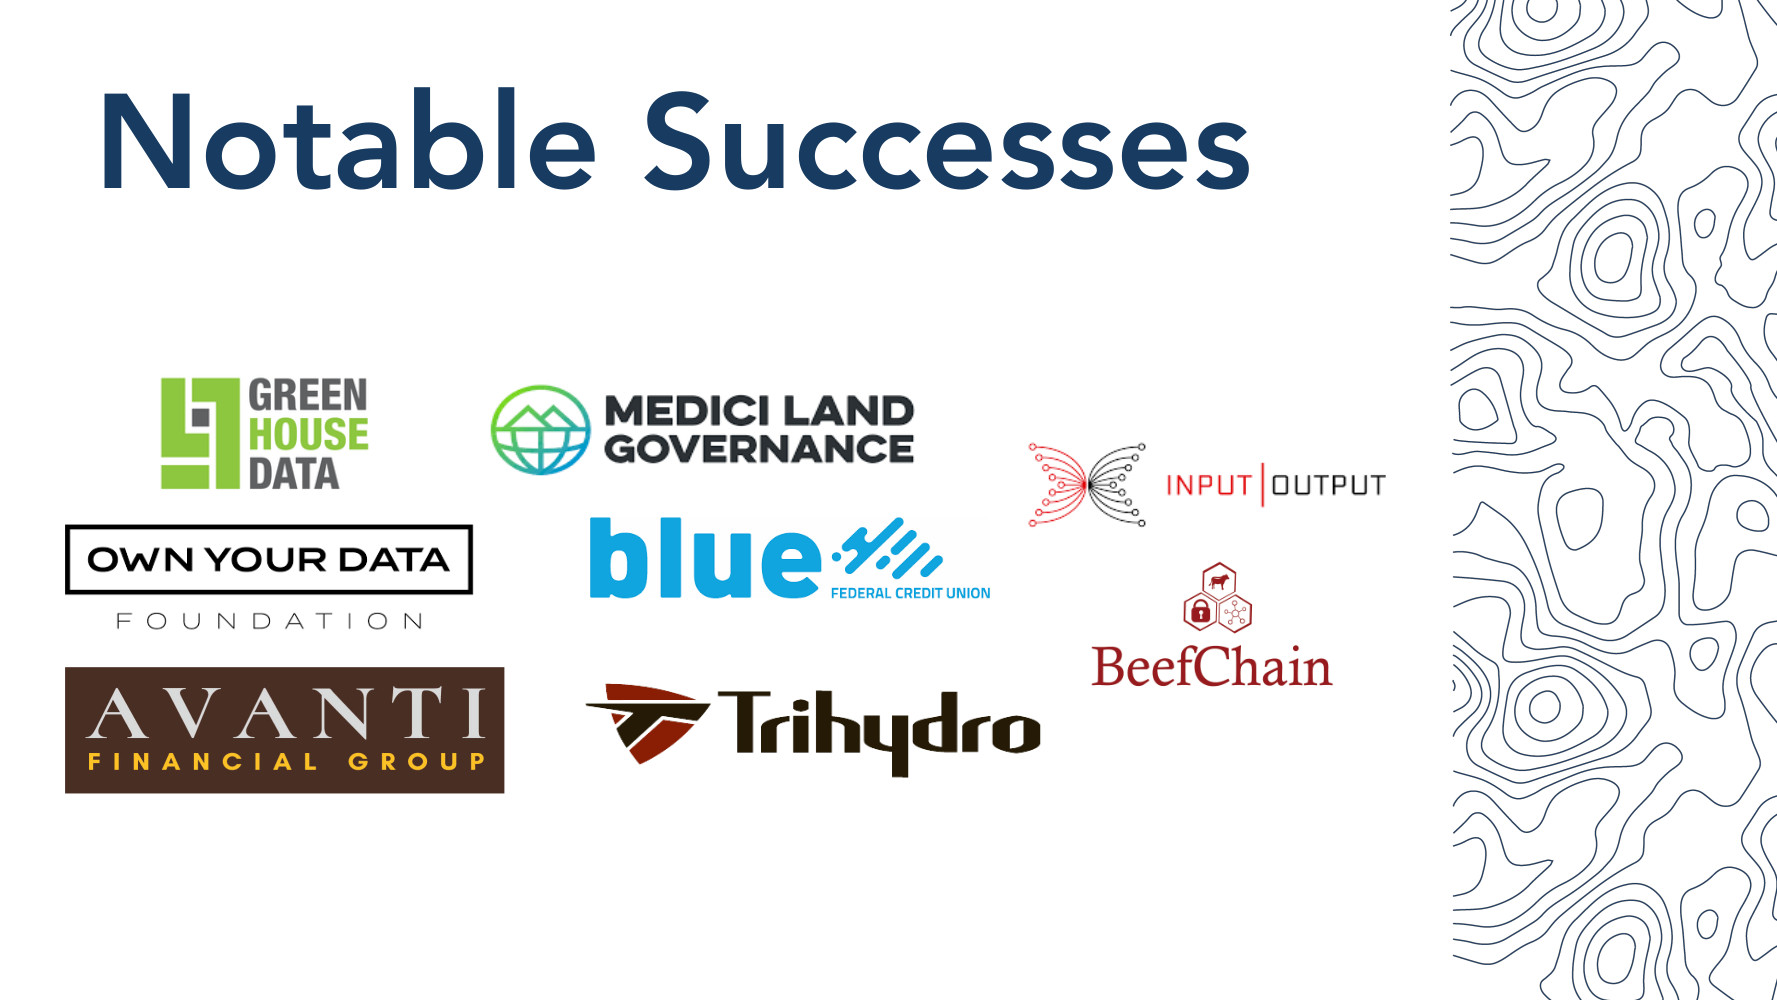 Notable Successes
GREEN
HOUSE
DATA
MEDICI LAND
GOVERNANCE
INPUT|OUTPUT
OWN YOUR DATA
FOUNDATION
blue
FEDERAL CREDIT UNION
BeefChain
AVANTI
FINANCIAL GROUP
Trihydro